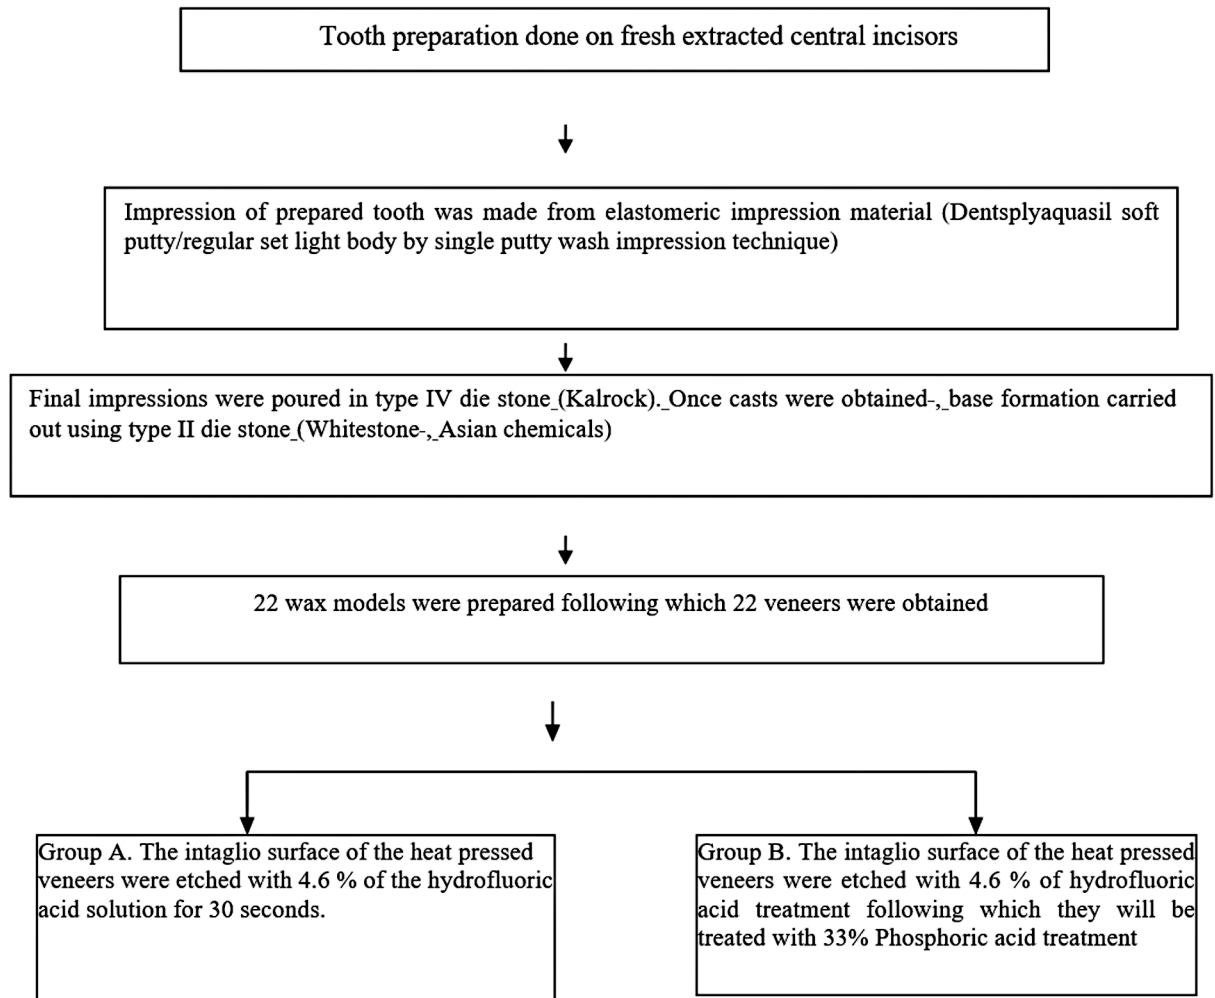 Tooth preparation done on fresh extracted central incisors
Impression of prepared tooth was made from elastomeric impression material (Dentsplyaquasil soft
putty/regular set light body by single putty wash impression technique)
Final impressions were poured in type IV die stone_(Kalrock)._Once casts were obtained-,_base formation carried
out using type II die stone_(Whitestone-,_Asian chemicals)
22 wax models were prepared following which 22 veneers were obtained
Group A. The intaglio surface of the heat pressed
veneers were etched with 4.6 % of the hydrofluoric
acid solution for 30 seconds.
Group B. The intaglio surface of the heat pressed
veneers were etched with 4.6 % of hydrofluoric
acid treatment following which they will be
treated with 33% Phosphoric acid treatment